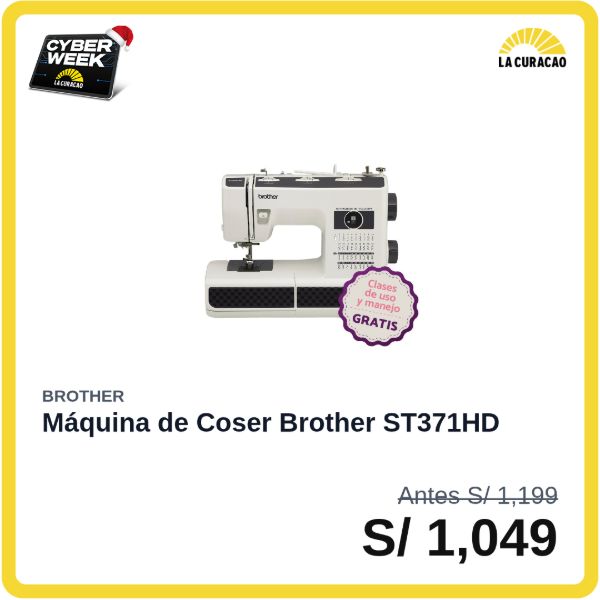 CYBER
WEEK
LA CURACAO
LA CURACAO
brother
Clases
de uso
y manejo
GRATIS
BROTHER
Máquina de Coser Brother ST371HD
Antes S/ 1,199
S/ 1,049